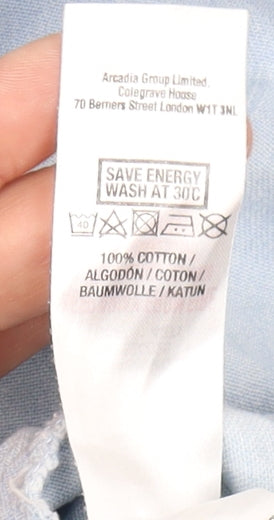 Arcadia Group Limited.
Colegrave House
70 Berners Street London W1T 3NL
SAVE ENERGY
WASH AT 30C
40
100% COTTON /
ALGODÓN / COTON /
BAUMWOLLE / KATUN